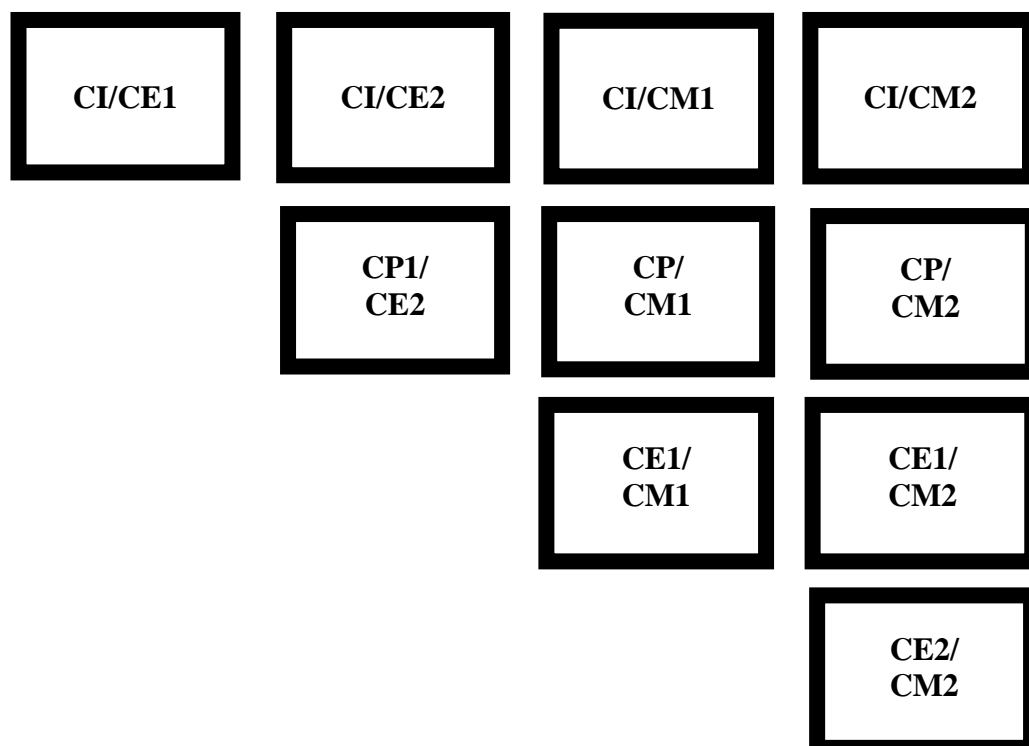 CI/CE1
CI/CE2
CI/CM1
CI/CM2
CP1/
CE2
CP/
CM1
CP/
CM2
CE1/
CM1
CE1/
CM2
CE2/
CM2